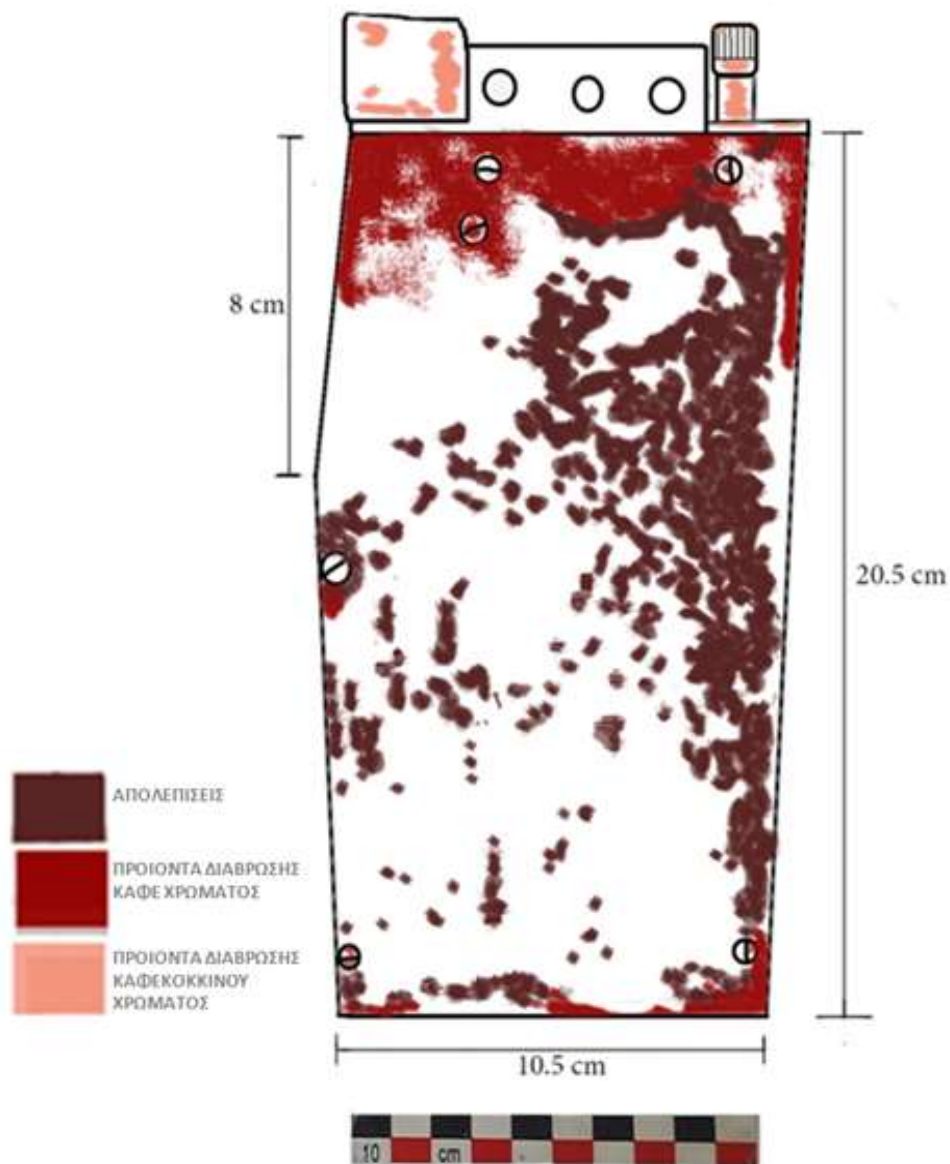 8 cm
20.5 cm
ΑΠΟΛΕΠΙΣΕΙΣ
ΠΡΟΙΟΝΤΑ ΔΙΑΒΡΩΣΗΣ
ΚΑΦΕ ΧΡΩΜΑΤΟΣ
ΠΡΟΙΟΝΤΑ ΔΙΑΒΡΩΣΗΣ
ΚΑΦΕΚΟΚΚΙΝΟΥ
ΧΡΩΜΑΤΟΣ
10.5 cm
10 cm